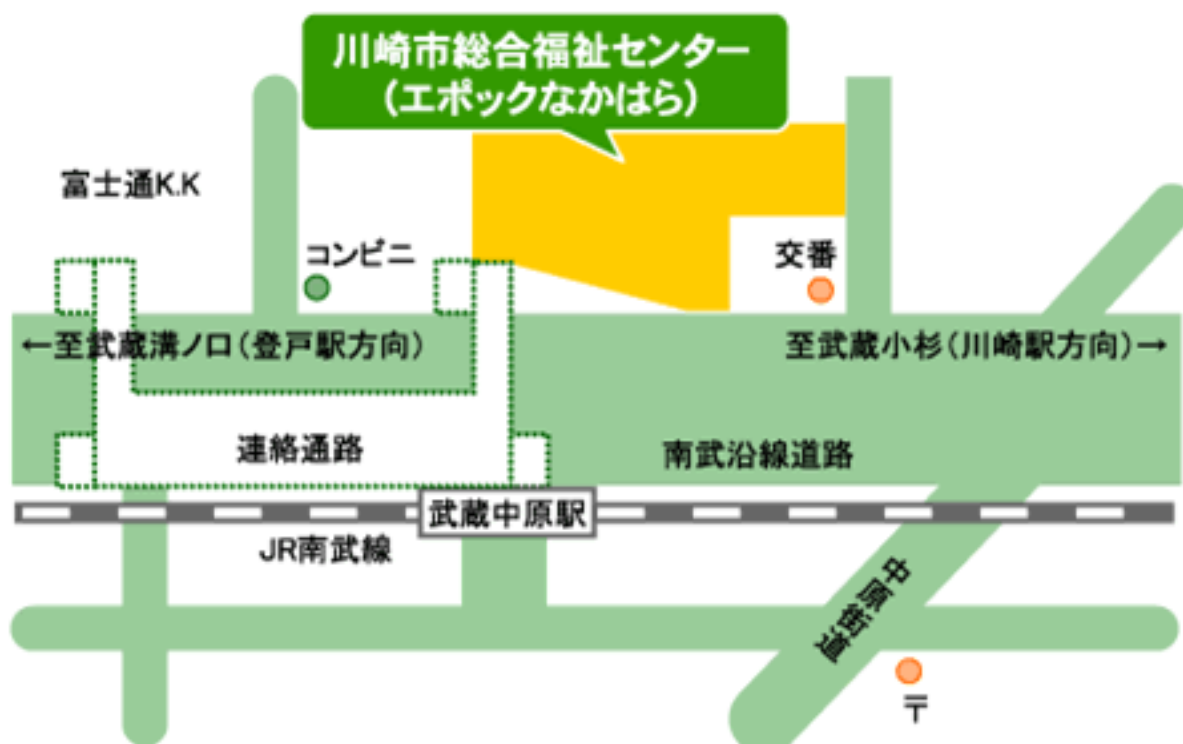 川崎市総合福祉センター
（エポックなかはら）
富士通K.K
コンビニ
交番
←至武蔵溝ノ口（登戸駅方向）
至武蔵小杉（川崎駅方向）→
連絡通路
南武沿線道路
武蔵中原駅
JR南武線
中原街道
〒